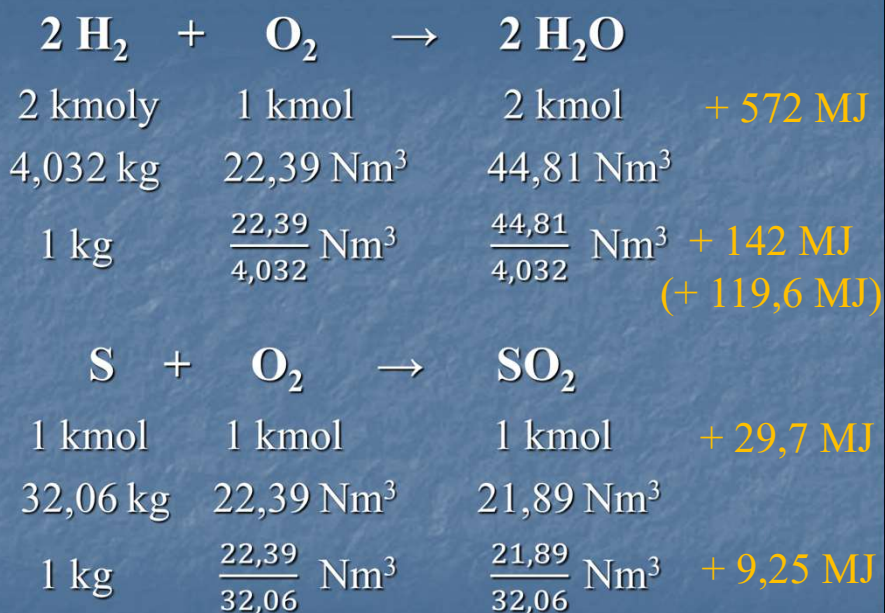 2 H₂ + O₂ → 2 H₂O
2 kmoly 1 kmol 2 kmol + 572 MJ
4,032 kg 22,39 Nm³ 44,81 Nm³
1 kg 22,39/4,032 Nm³ 44,81/4,032 Nm³ + 142 MJ
(+ 119,6 MJ)
S + O₂ → SO₂
1 kmol 1 kmol 1 kmol + 29,7 MJ
32,06 kg 22,39 Nm³ 21,89 Nm³
1 kg 22,39/32,06 Nm³ 21,89/32,06 Nm³ + 9,25 MJ